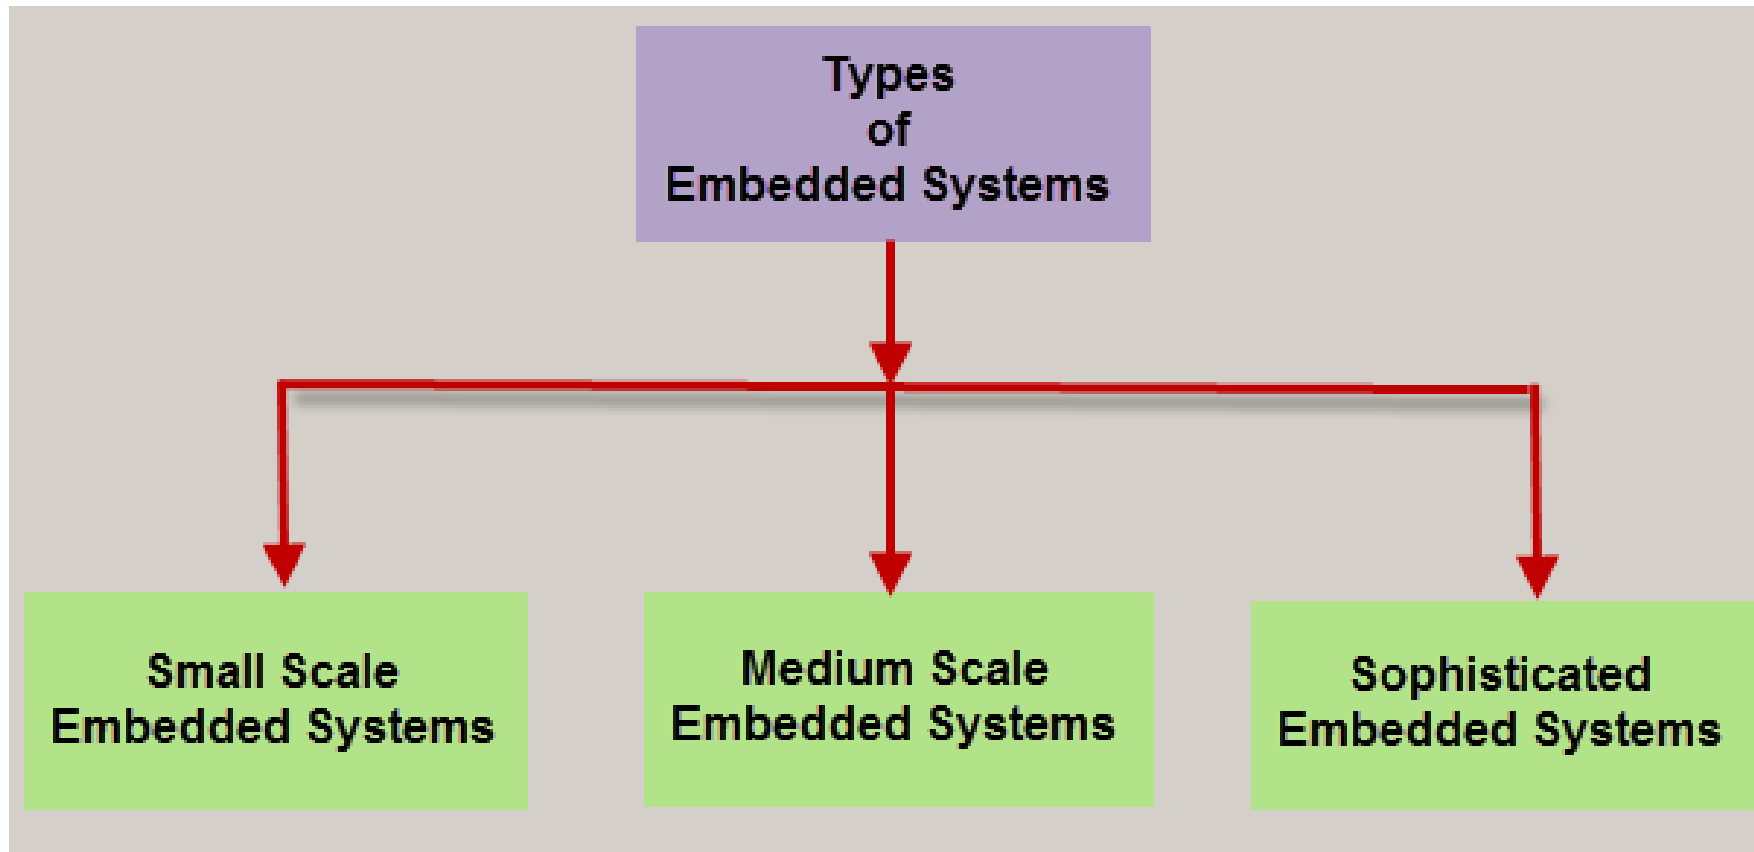 Types
of
Embedded Systems
Small Scale
Embedded Systems
Medium Scale
Embedded Systems
Sophisticated
Embedded Systems